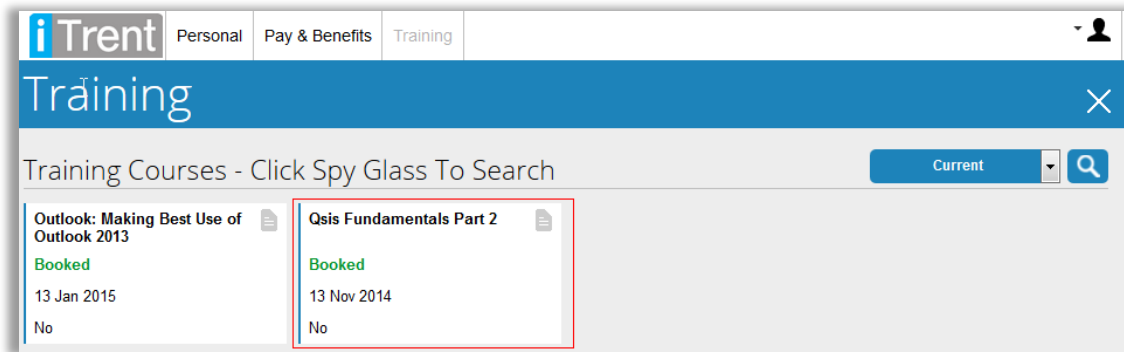 iTrent Personal Pay & Benefits Training
Training
Training Courses - Click Spy Glass To Search Current
Outlook: Making Best Use of
Outlook 2013
Booked
13 Jan 2015
No
Qsis Fundamentals Part 2
Booked
13 Nov 2014
No